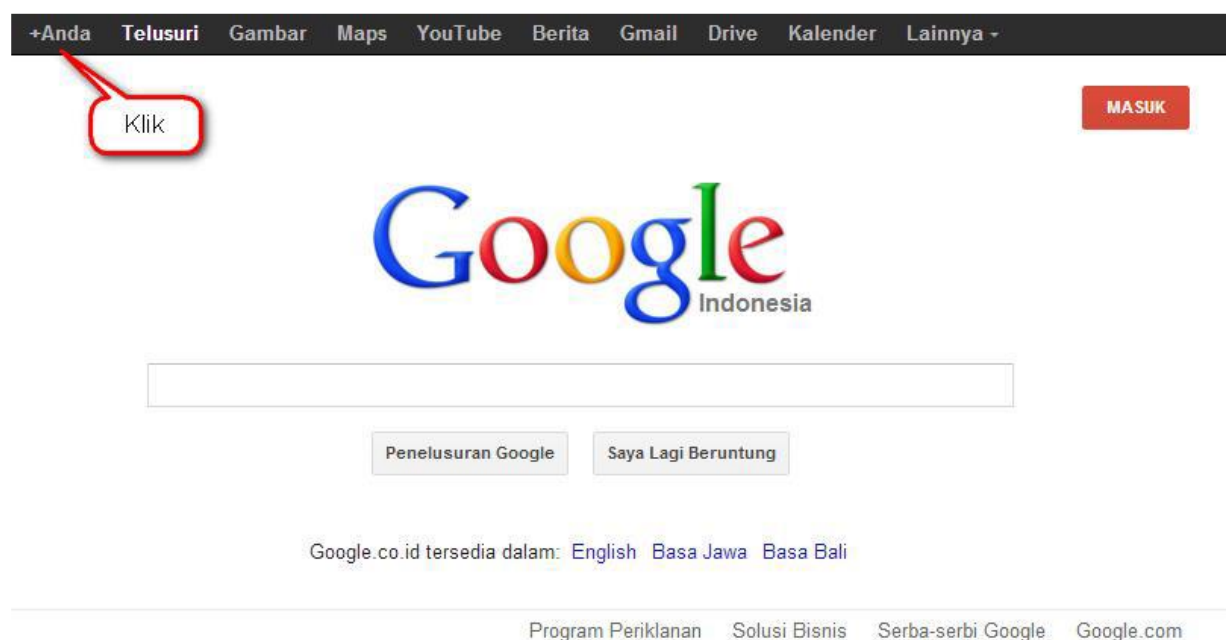 +Anda Telusuri Gambar Maps YouTube Berita Gmail Drive Kalender Lainnya
Klik
MASUK
Google
Indonesia
Penelusuran Google Saya Lagi Beruntung
Google.co.id tersedia dalam: English Basa Jawa Basa Bali
Program Periklanan Solusi Bisnis Serba-serbi Google Google.com